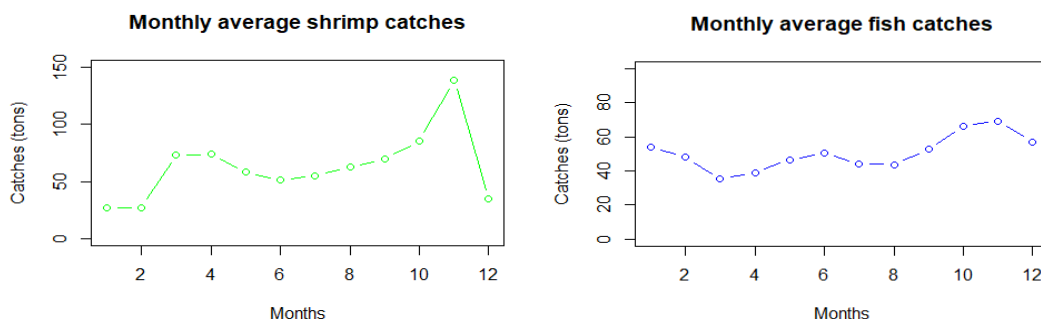 Monthly average shrimp catches
Catches (tons)
150
100
50
0
2 4 6 8 10 12
Months
Monthly average fish catches
Catches (tons)
80
60
40
20
0
2 4 6 8 10 12
Months